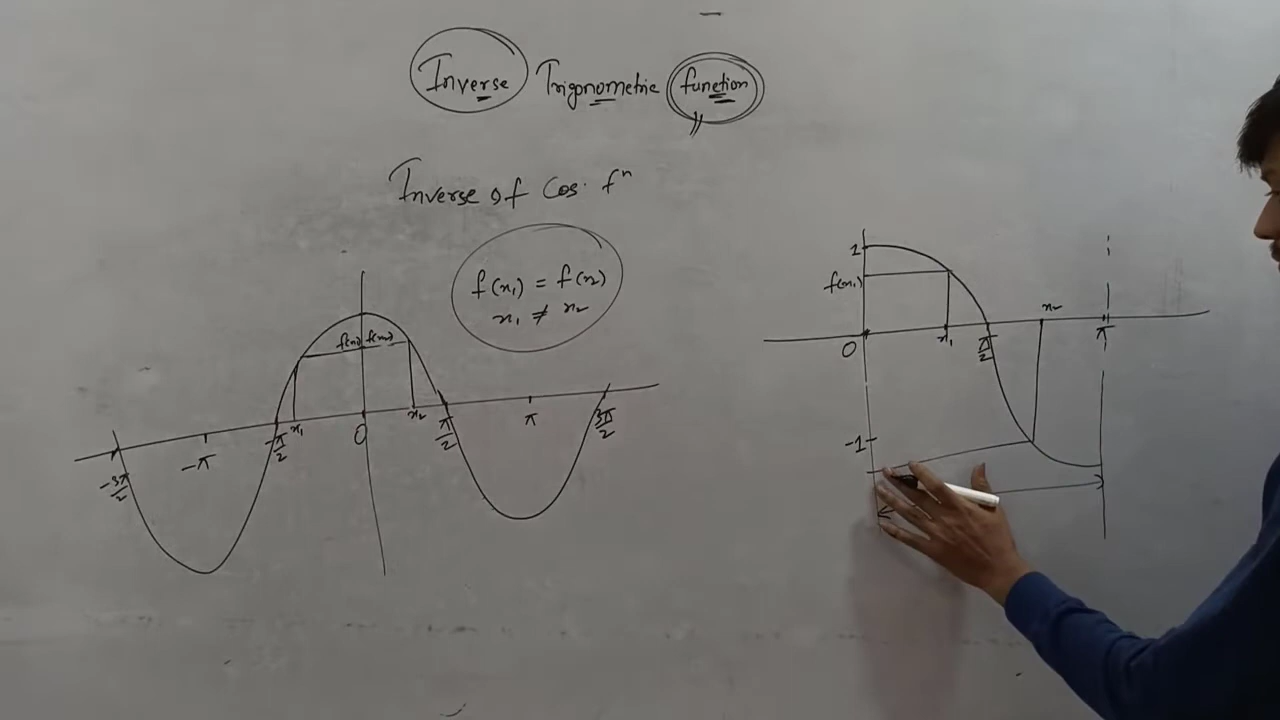 Inverse Trignometric function
Inverse of Cos. fⁿ
f(x₁) = f(x₂)
x₁ ≠ x₂
f(x₁) f(x₂)
-3π/2
-π
-π/2
x₁
0
x₂
π/2
π
3π/2
1
f(x₁)
0
x₁
π/2
x₂
π
-1